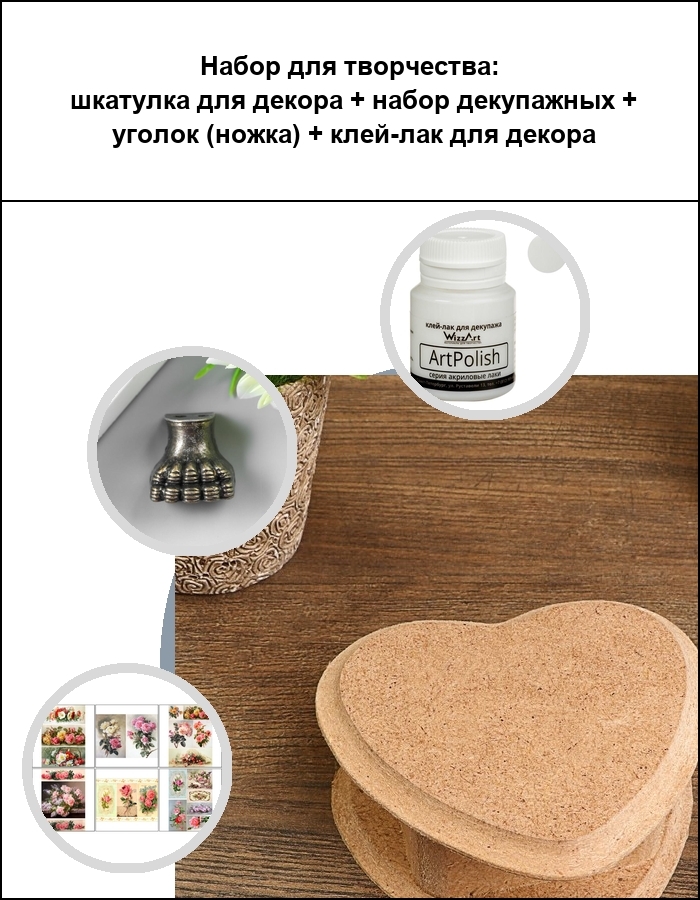 Набор для творчества:
шкатулка для декора + набор декупажных +
уголок (ножка) + клей-лак для декора
клей-лак для декупажа
WizzArt
ArtPolish
серия акриловые лаки